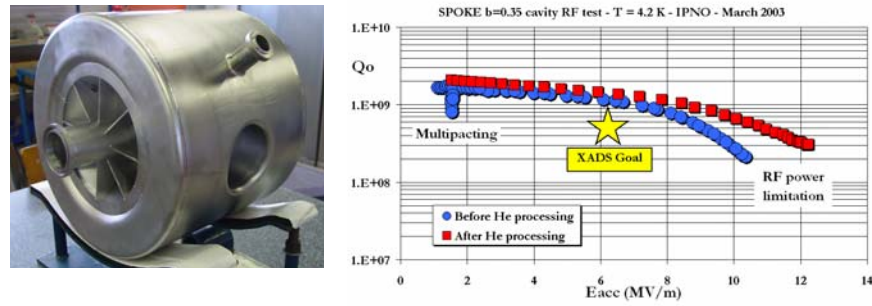 SPOKE b=0.35 cavity RF test - T = 4.2 K - IPNO - March 2003
1.E+10
Qo
1.E+09
Multipacting
XADS Goal
RF power
limitation
1.E+08
Before He processing
After He processing
1.E+07
0 2 4 6 8 10 12 14
Eacc (MV/m)